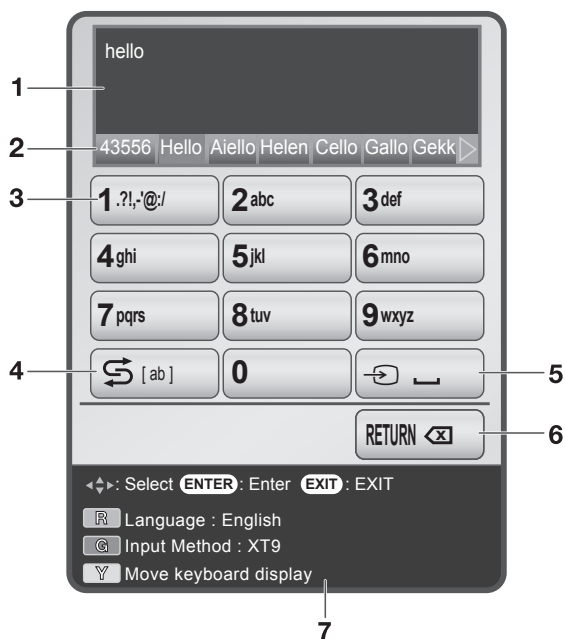 hello
1
43556 Hello Aiello Helen Cello Gallo Gekk
2
3
1 .?!,-'@:/ 2 abc 3 def
4 ghi 5 jkl 6 mno
7 pqrs 8 tuv 9 wxyz
4
[ ab ] 0
5
RETURN
6
: Select ENTER : Enter EXIT : EXIT
R Language : English
G Input Method : XT9
Y Move keyboard display
7